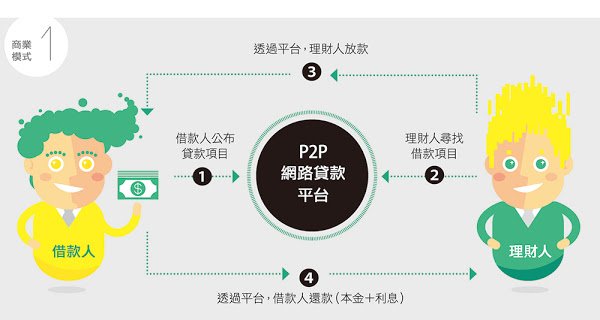 商業
模式 1
透過平台，理財人放款
3
借款人公布
貸款項目
1
P2P
網路貸款
平台
理財人尋找
借款項目
2
$
借款人
理財人
4
透過平台，借款人還款（本金＋利息）